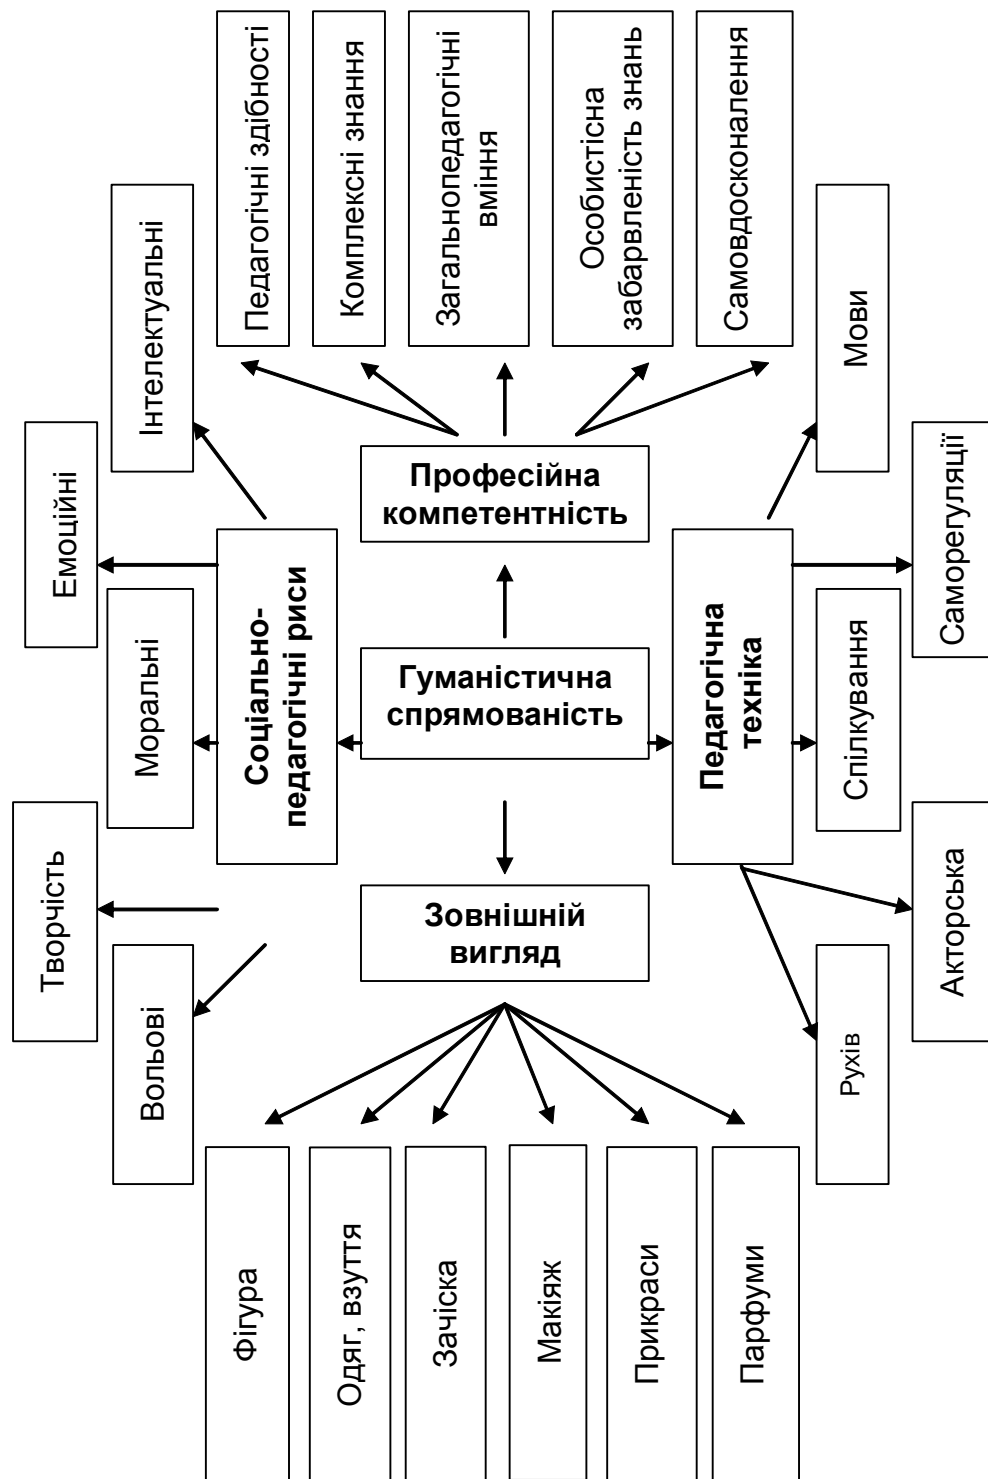 Педагогічні здібності
Комплексні знання
Загальнопедагогічні
вміння
Особистісна
забарвленість знань
Самовдосконалення
Інтелектуальні
Мови
Емоційні
Професійна
компетентність
Саморегуляції
Моральні
Соціально-
педагогічні риси
Гуманістична
спрямованість
Педагогічна
техніка
Спілкування
Творчість
Зовнішній
вигляд
Акторська
Вольові
Рухів
Фігура
Одяг, взуття
Зачіска
Макіяж
Прикраси
Парфуми